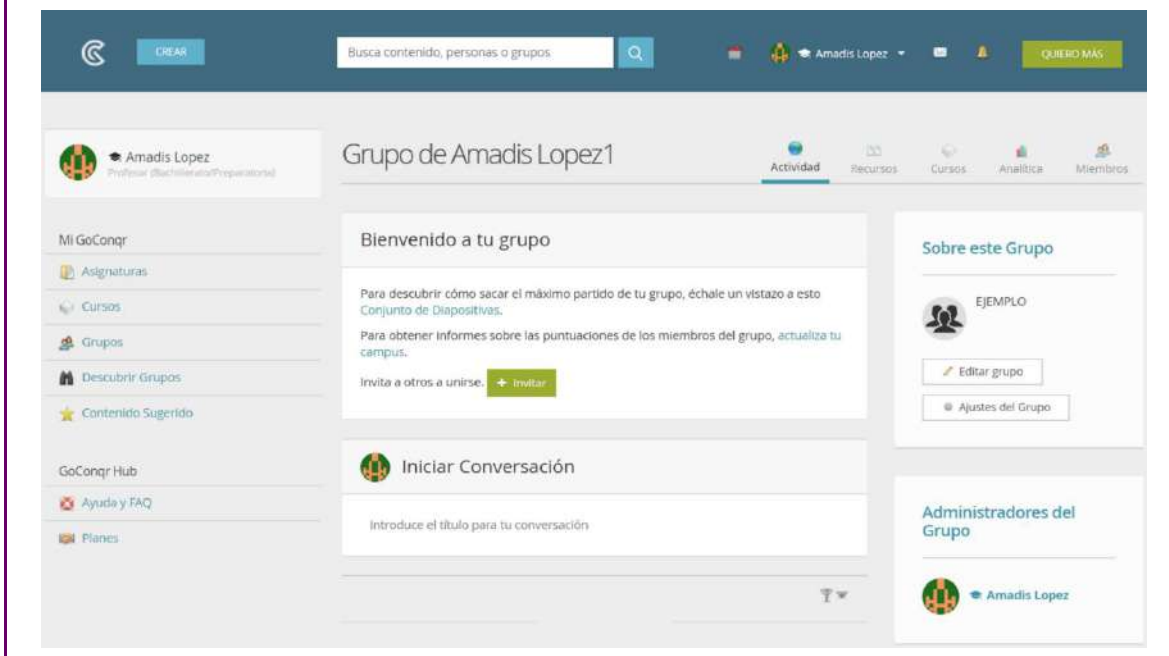 CREAR
Busca contenido, personas o grupos
Amadis Lopez
QUIERO MÁS
Amadis Lopez
Profesor (Bachillerato/Preparatoria)
Grupo de Amadis Lopez1
Actividad
Recursos
Cursos
Analítica
Miembros
Mi GoConqr
Asignaturas
Cursos
Grupos
Descubrir Grupos
Contenido Sugerido
GoConqr Hub
Ayuda y FAQ
Planes
Bienvenido a tu grupo
Para descubrir cómo sacar el máximo partido de tu grupo, échale un vistazo a esto
Conjunto de Diapositivas.
Para obtener informes sobre las puntuaciones de los miembros del grupo, actualiza tu
campus.
Invita a otros a unirse. + Invitar
Iniciar Conversación
Introduce el título para tu conversación
Sobre este Grupo
EJEMPLO
Editar grupo
Ajustes del Grupo
Administradores del
Grupo
Amadis Lopez